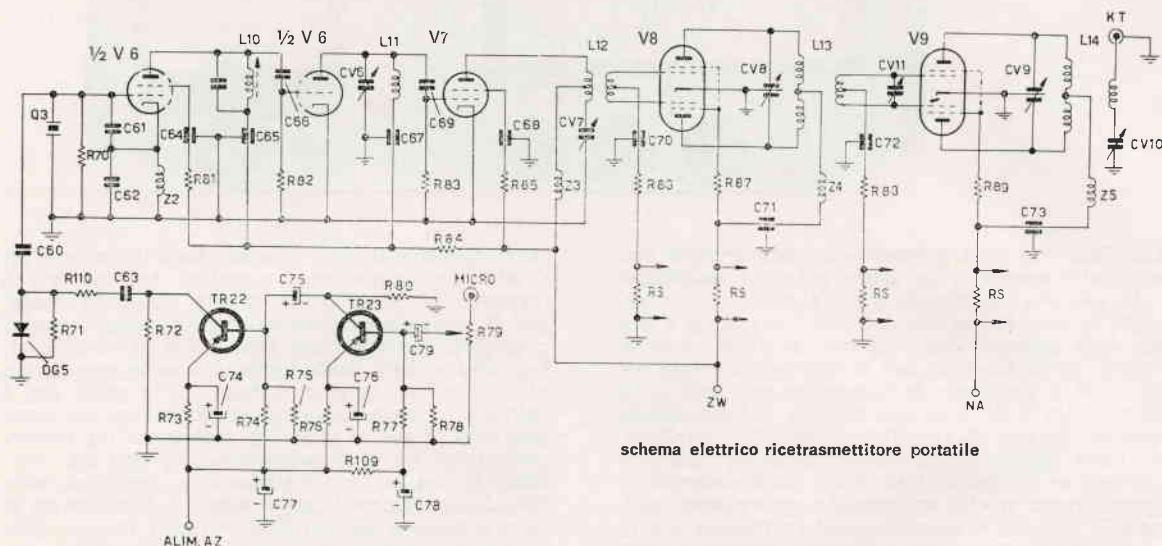 ½ V 6
L10
½ V 6
L11
V7
L12
V8
L13
V9
L14
KT
Q3
C61
C64
C65
C66
CV6
C67
C69
C68
CV7
CV8
CV11
CV9
CV10
R70
C62
Z2
R81
R82
R83
R85
Z3
C70
R86
R87
Z4
C72
R83
R89
Z5
C71
C73
R84
C60
R110
C63
TR22
C75
TR23
R80
MICRO
R79
C79
R71
R72
DG5
C74
R75
C76
R73
R74
R76
R77
R78
RS
RS
RS
RS
R109
C77
C78
ZW
NA
ALIM. AZ
schema elettrico ricetrasmettitore portatile